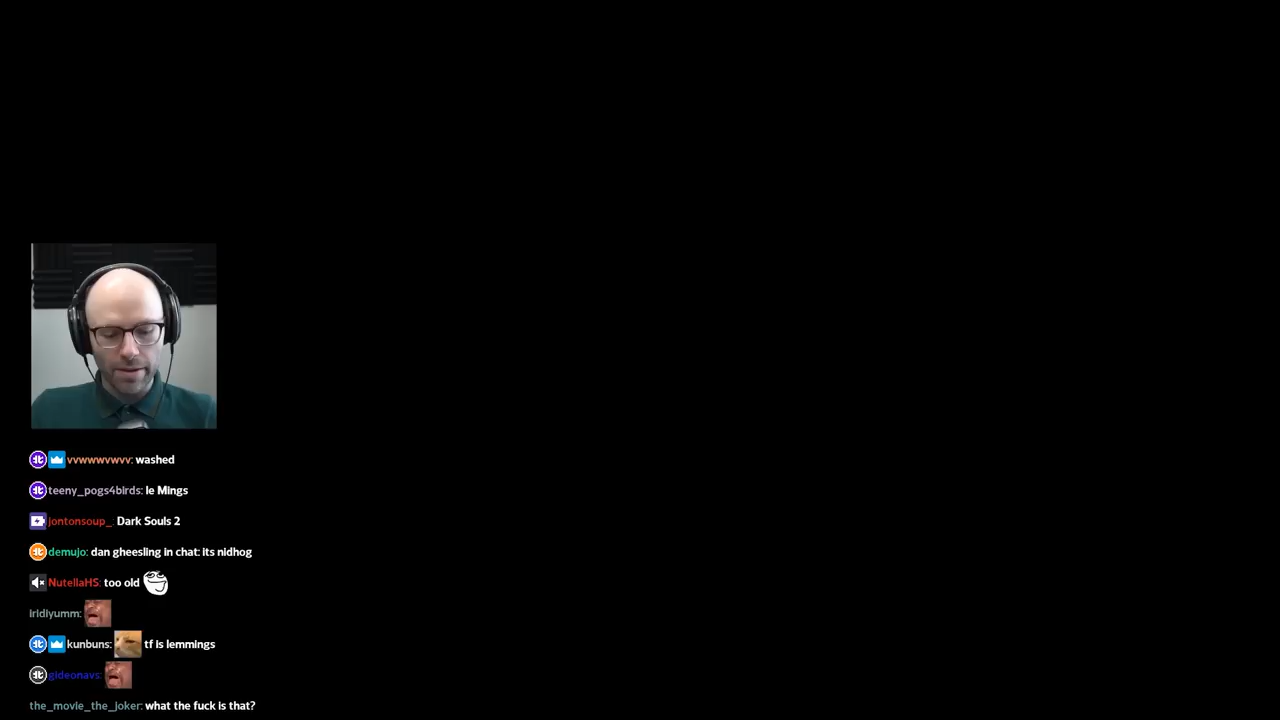 vvwwwvwvv: washed
teeny_pogs4birds: le Mings
jontonsoup_: Dark Souls 2
demujo: dan gheesling in chat: its nidhog
NutellaHS: too old
iridiyumm:
kunbuns: tf is lemmings
gideonavs:
the_movie_the_joker: what the fuck is that?